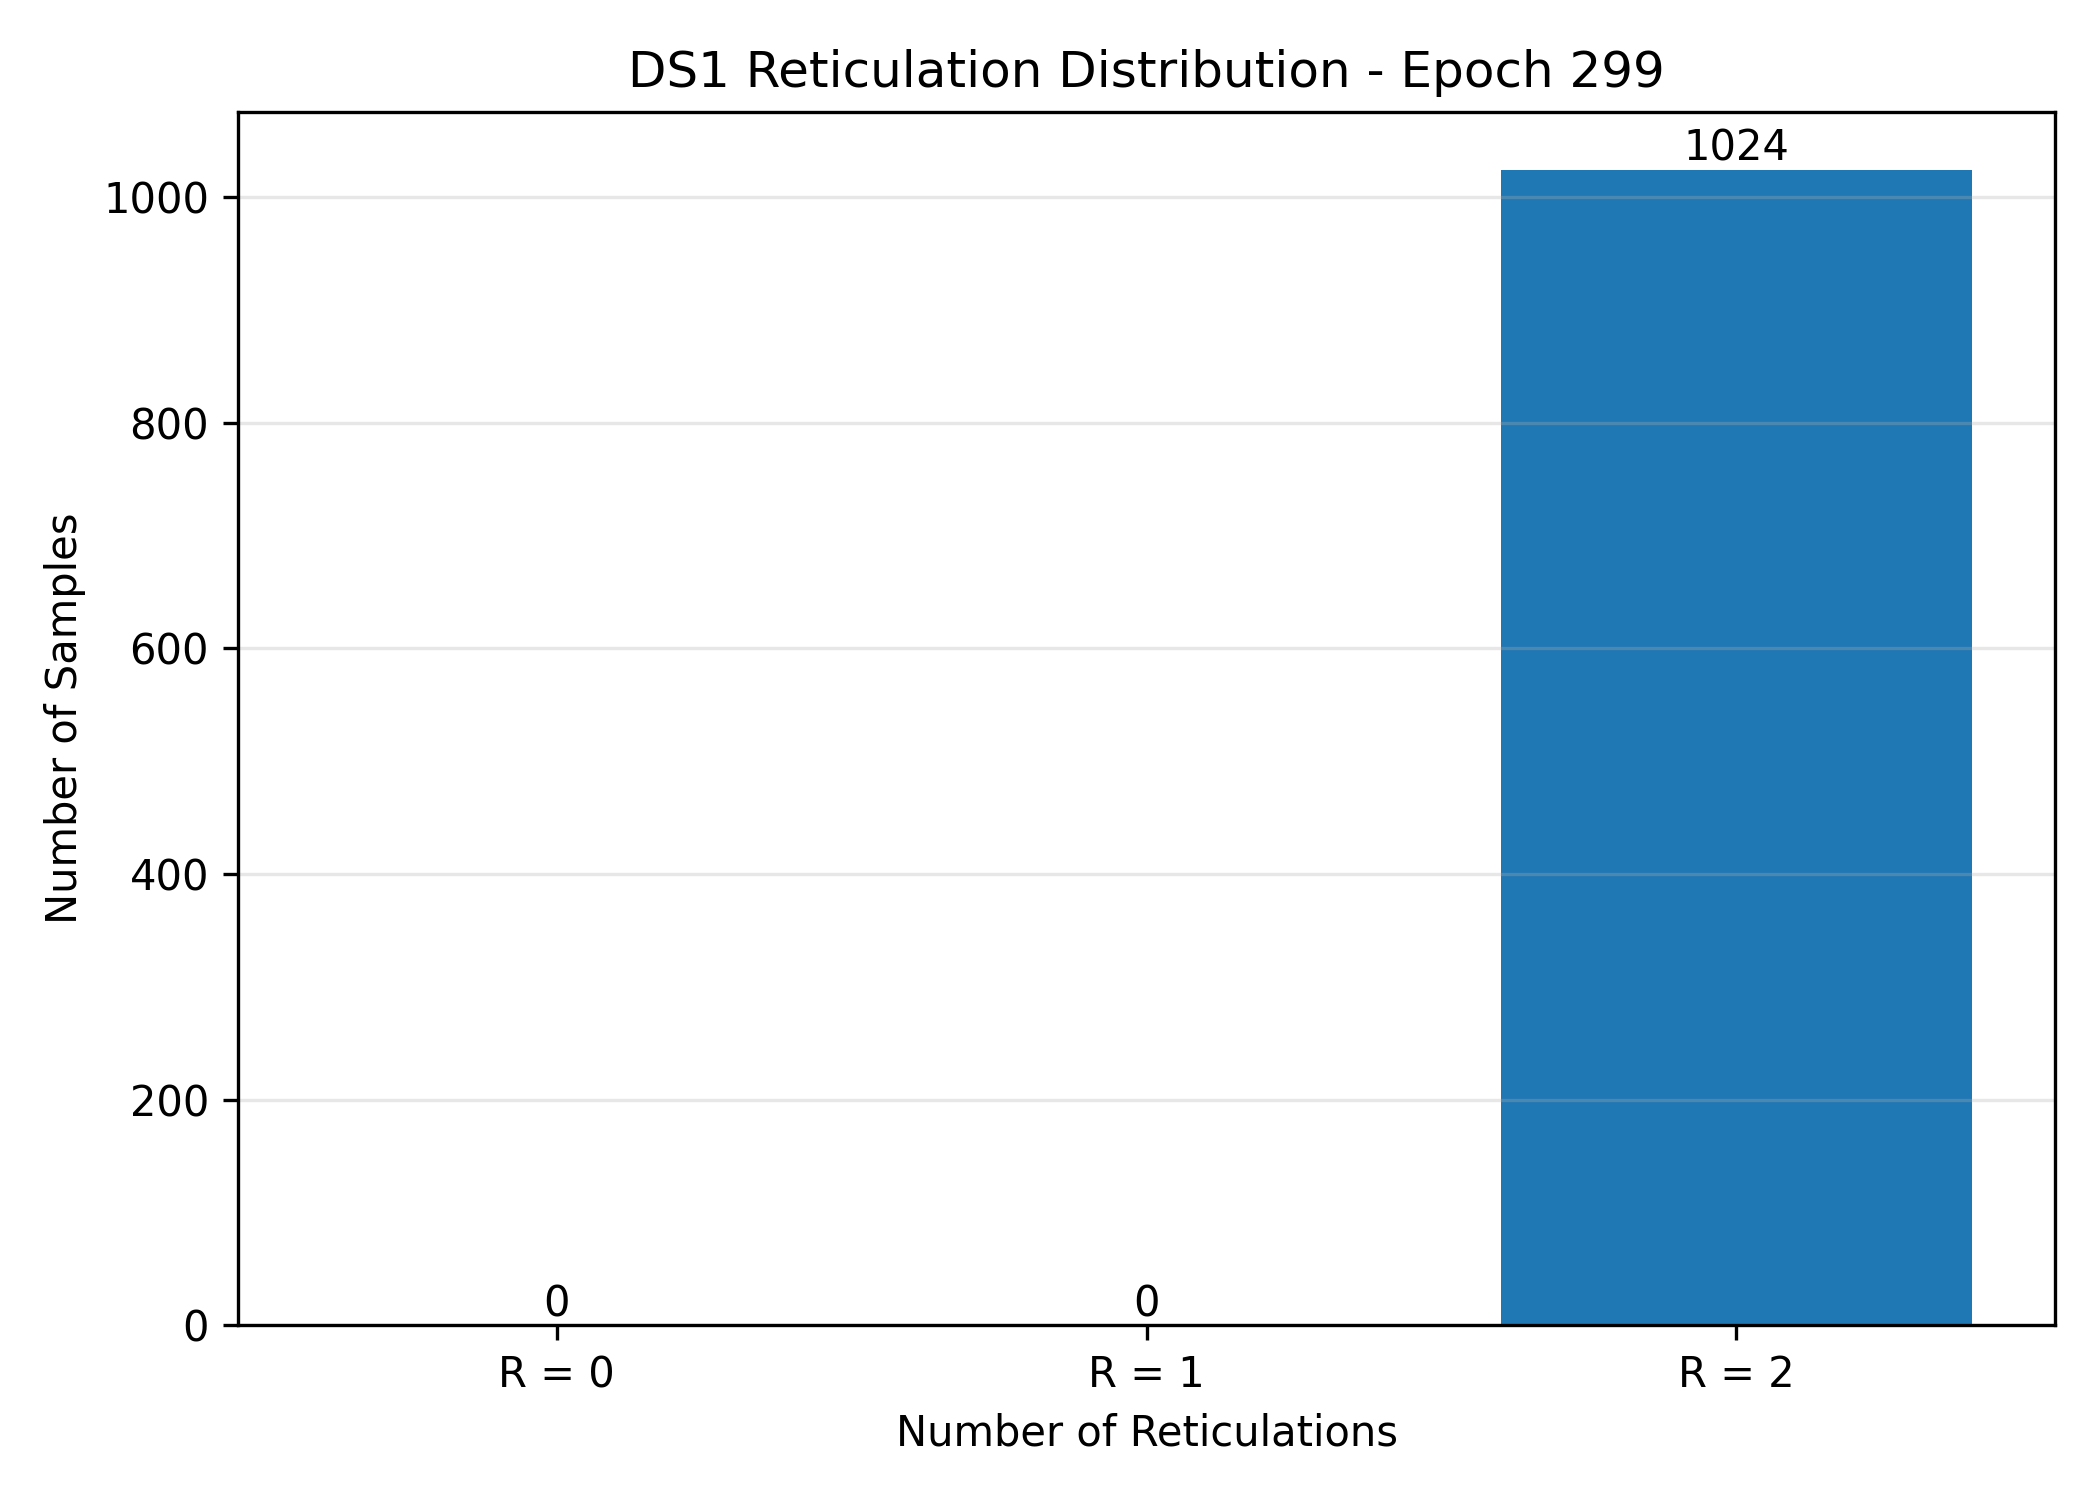 DS1 Reticulation Distribution - Epoch 299
1024
1000
800
600
400
200
0
Number of Samples
0
0
R = 0
R = 1
R = 2
Number of Reticulations